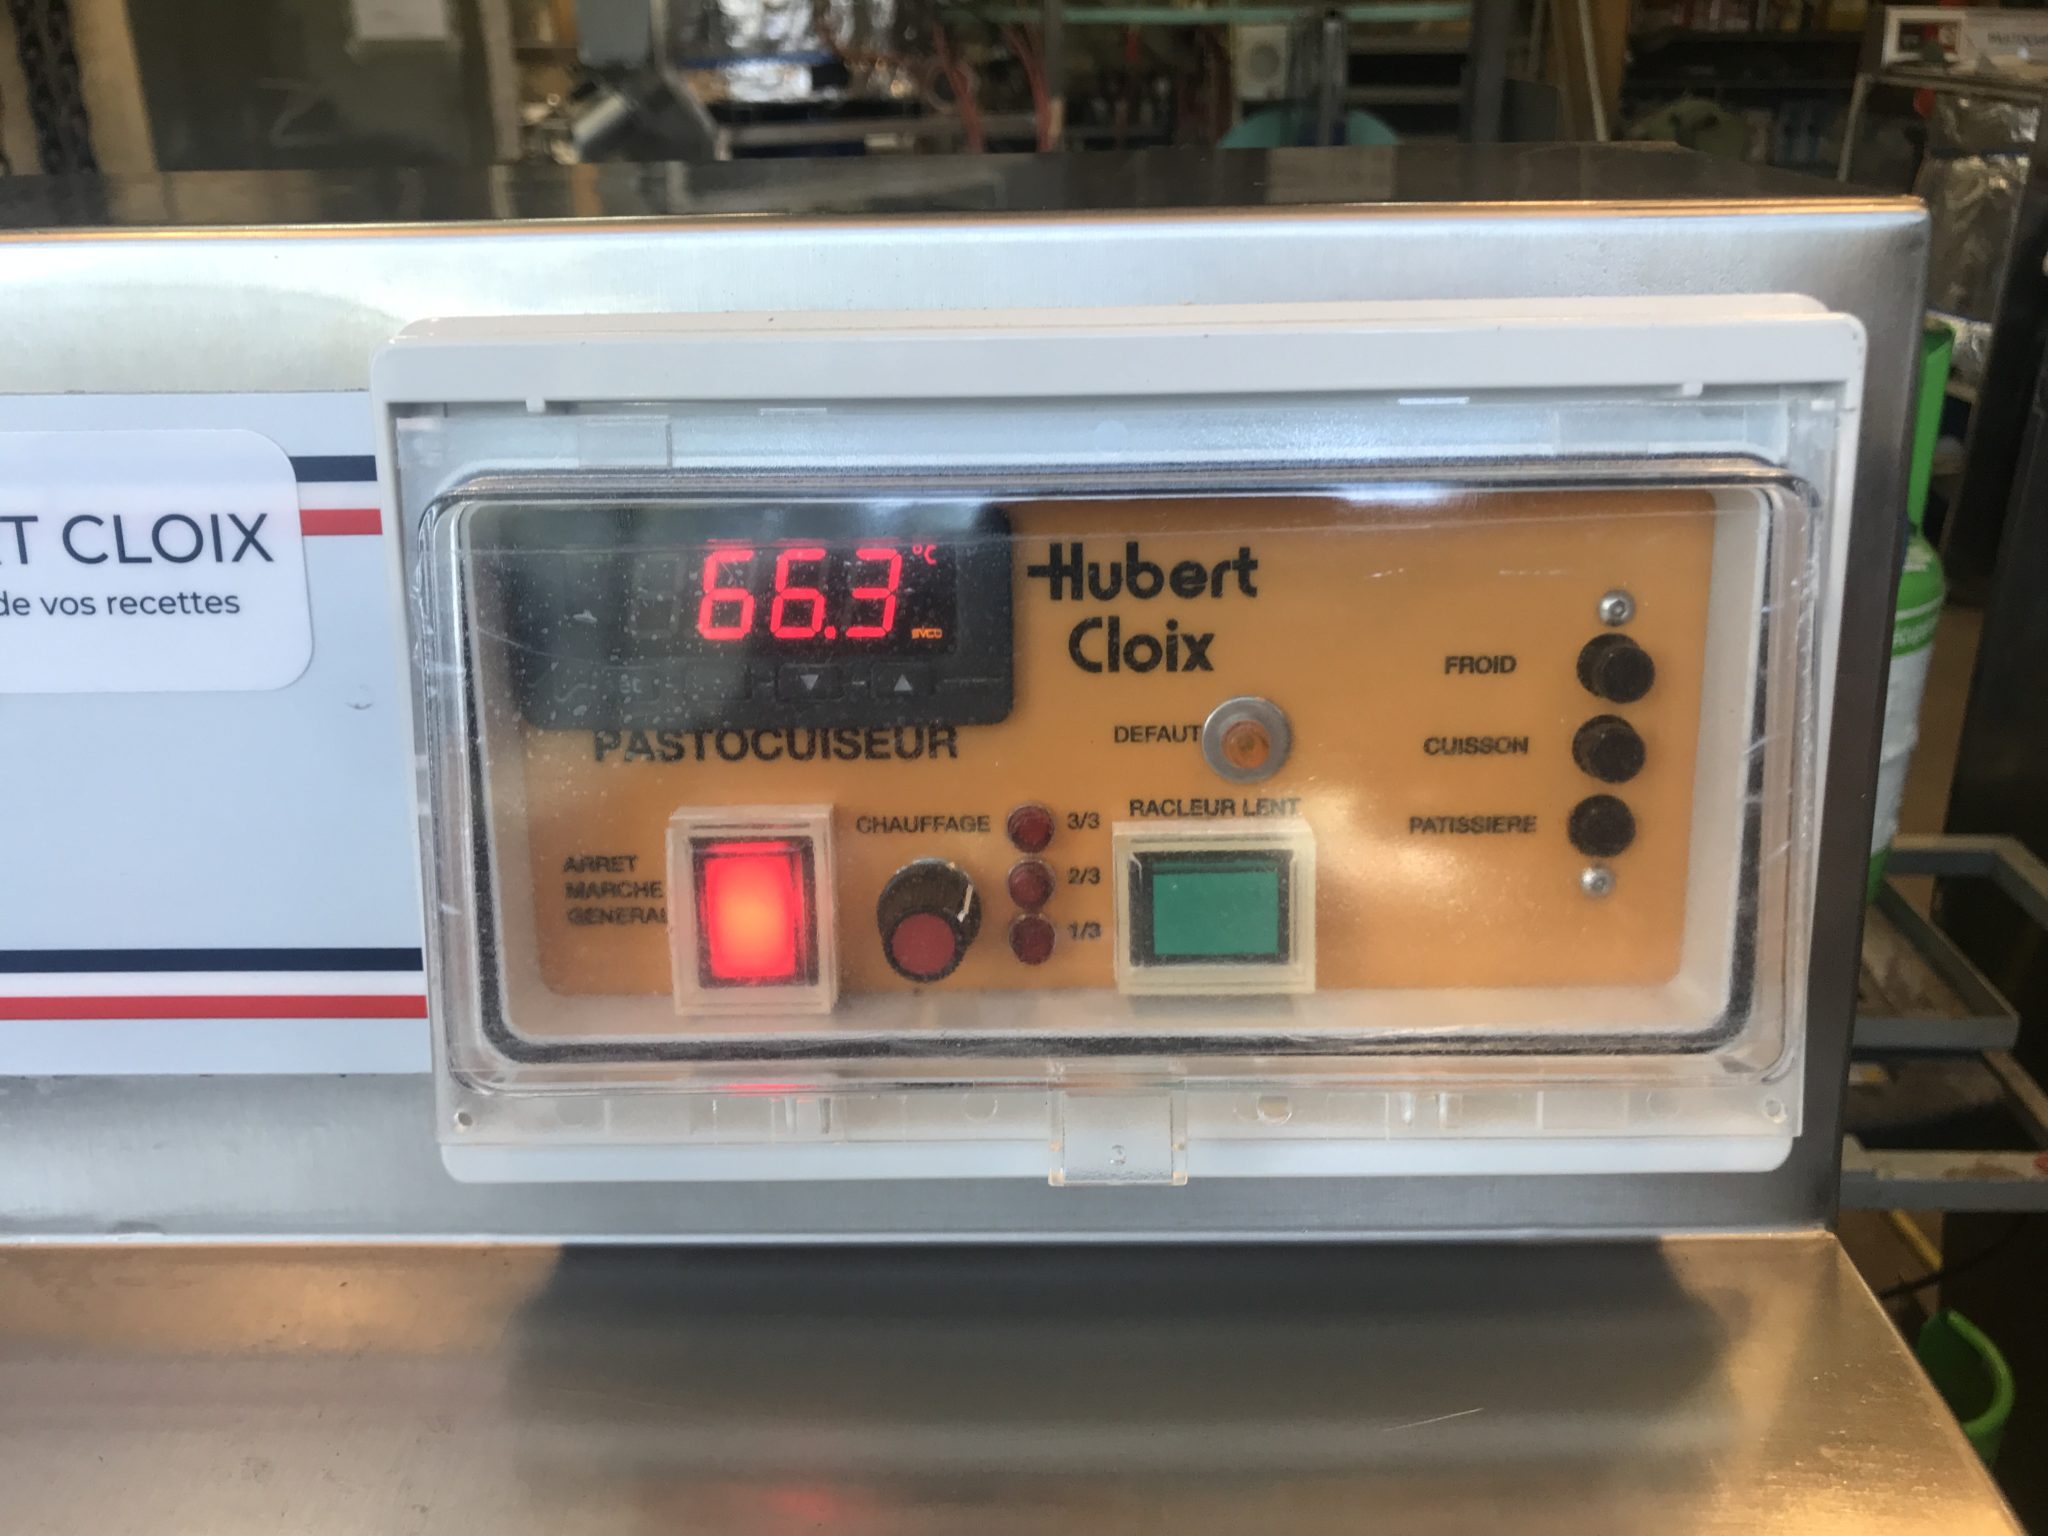 T CLOIX
de vos recettes
66.3 °C
EVCO
Hubert
Cloix
PASTOCUISEUR
DEFAUT
FROID
CUISSON
PATISSIERE
ARRET
MARCHE
GENERAL
CHAUFFAGE
3/3
2/3
1/3
RACLEUR LENT